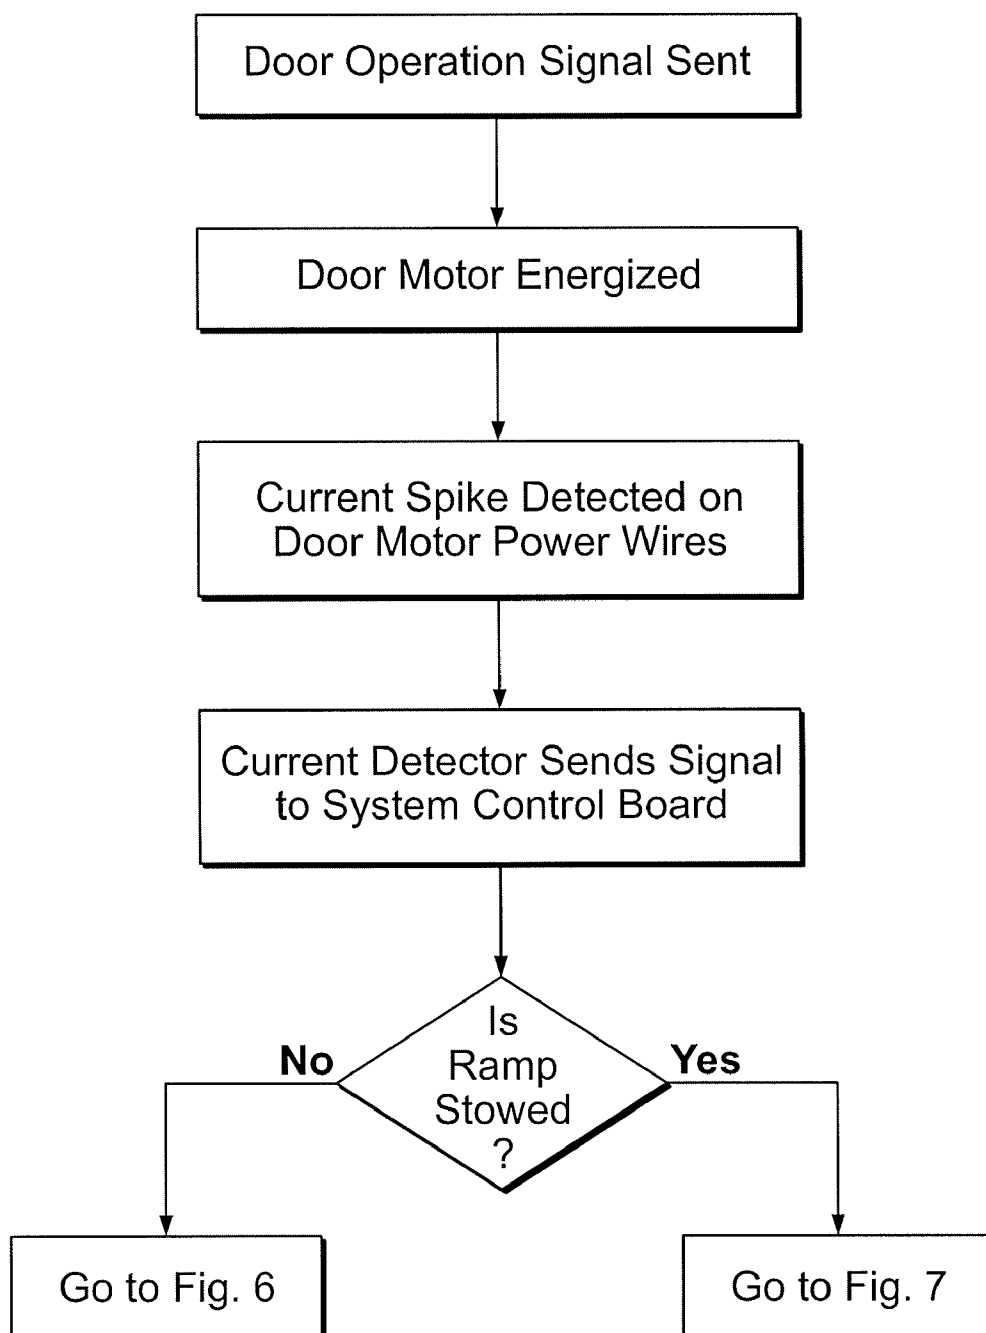 Door Operation Signal Sent
Door Motor Energized
Current Spike Detected on
Door Motor Power Wires
Current Detector Sends Signal
to System Control Board
Is
Ramp
Stowed
?
No
Yes
Go to Fig. 6
Go to Fig. 7